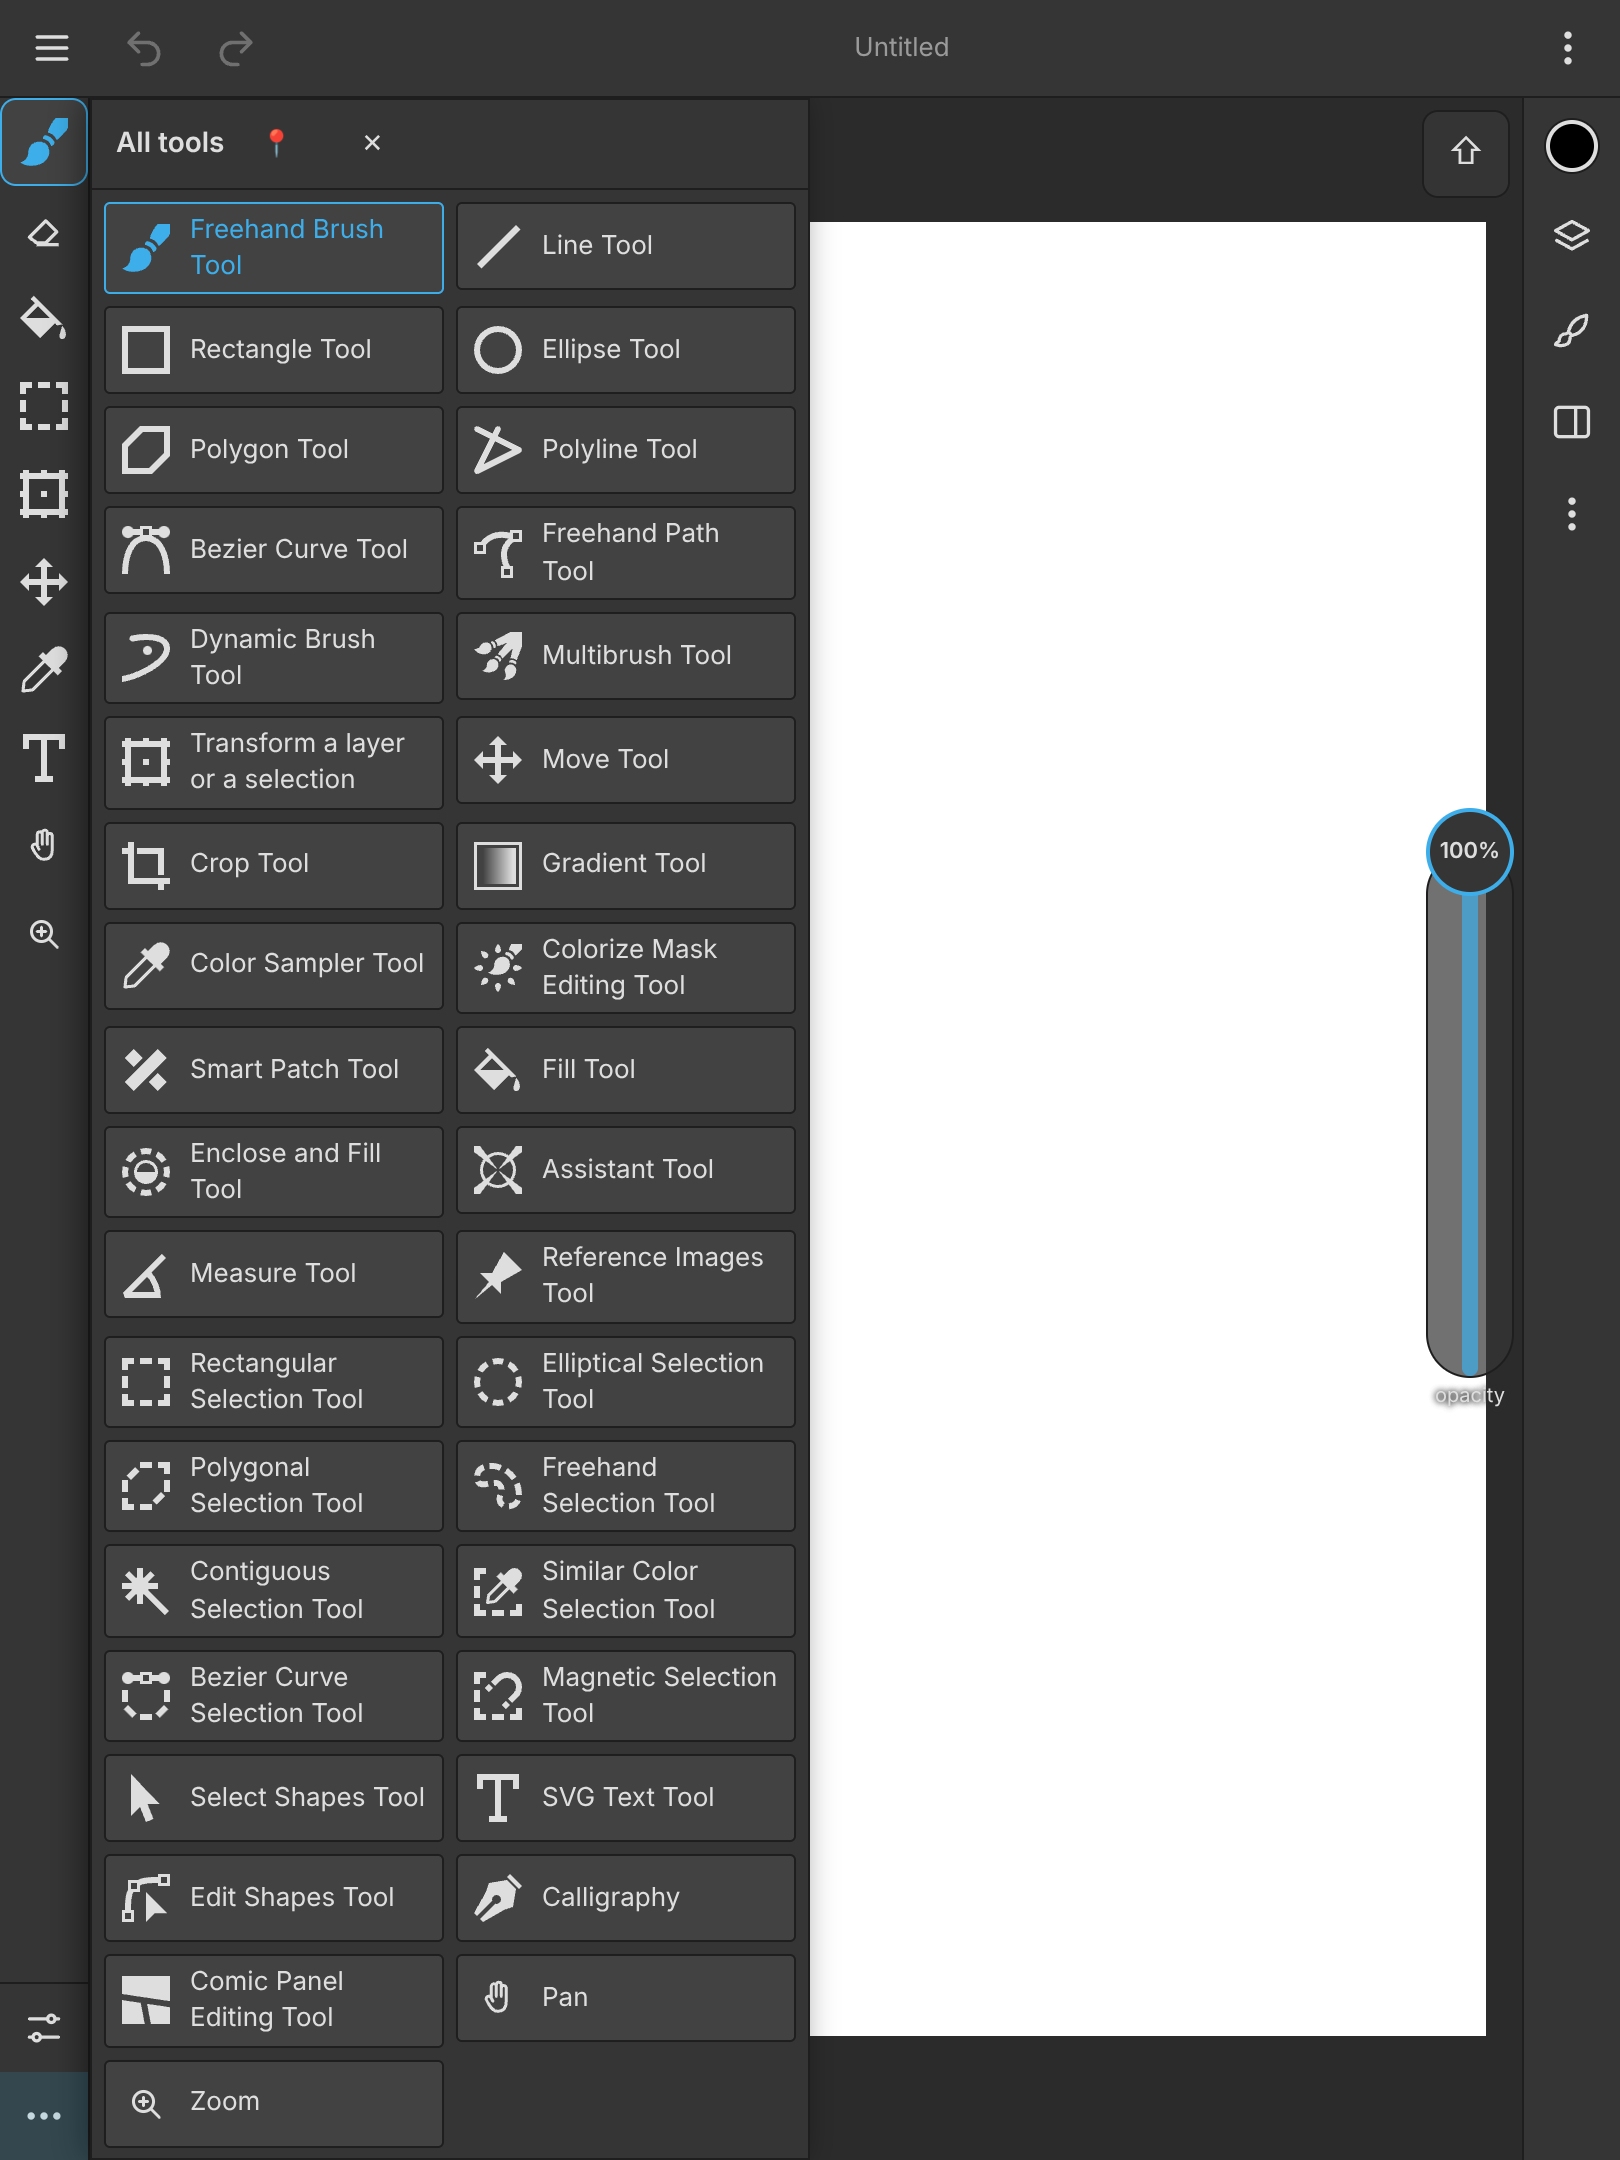 Untitled
All tools
Freehand Brush
Tool
Line Tool
Rectangle Tool
Ellipse Tool
Polygon Tool
Polyline Tool
Bezier Curve Tool
Freehand Path
Tool
Dynamic Brush
Tool
Multibrush Tool
Transform a layer
or a selection
Move Tool
Crop Tool
Gradient Tool
Color Sampler Tool
Colorize Mask
Editing Tool
Smart Patch Tool
Fill Tool
Enclose and Fill
Tool
Assistant Tool
Measure Tool
Reference Images
Tool
Rectangular
Selection Tool
Elliptical Selection
Tool
Polygonal
Selection Tool
Freehand
Selection Tool
Contiguous
Selection Tool
Similar Color
Selection Tool
Bezier Curve
Selection Tool
Magnetic Selection
Tool
Select Shapes Tool
SVG Text Tool
Edit Shapes Tool
Calligraphy
Comic Panel
Editing Tool
Pan
Zoom
100%
opacity